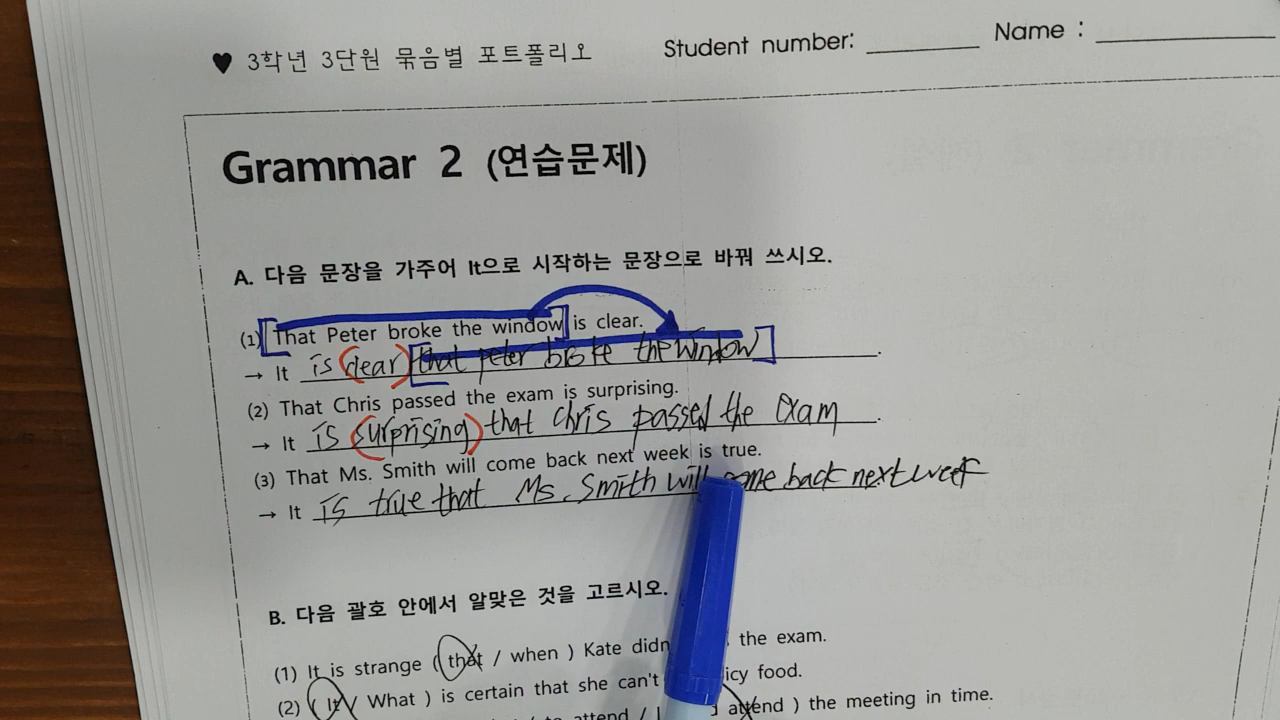 ♥ 3학년 3단원 묶음별 포트폴리오 Student number: Name :
Grammar 2 (연습문제)
A. 다음 문장을 가주어 It으로 시작하는 문장으로 바꿔 쓰시오.
(1) That Peter broke the window is clear.
→ It is clear that peter broke the window .
(2) That Chris passed the exam is surprising.
→ It is surprising that Chris passed the exam .
(3) That Ms. Smith will come back next week is true.
→ It is true that Ms. Smith will come back next week
B. 다음 괄호 안에서 알맞은 것을 고르시오.
(1) It is strange ( that / when ) Kate didn the exam.
(2) ( It / What ) is certain that she can't icy food.
to attend / attend ) the meeting in time.